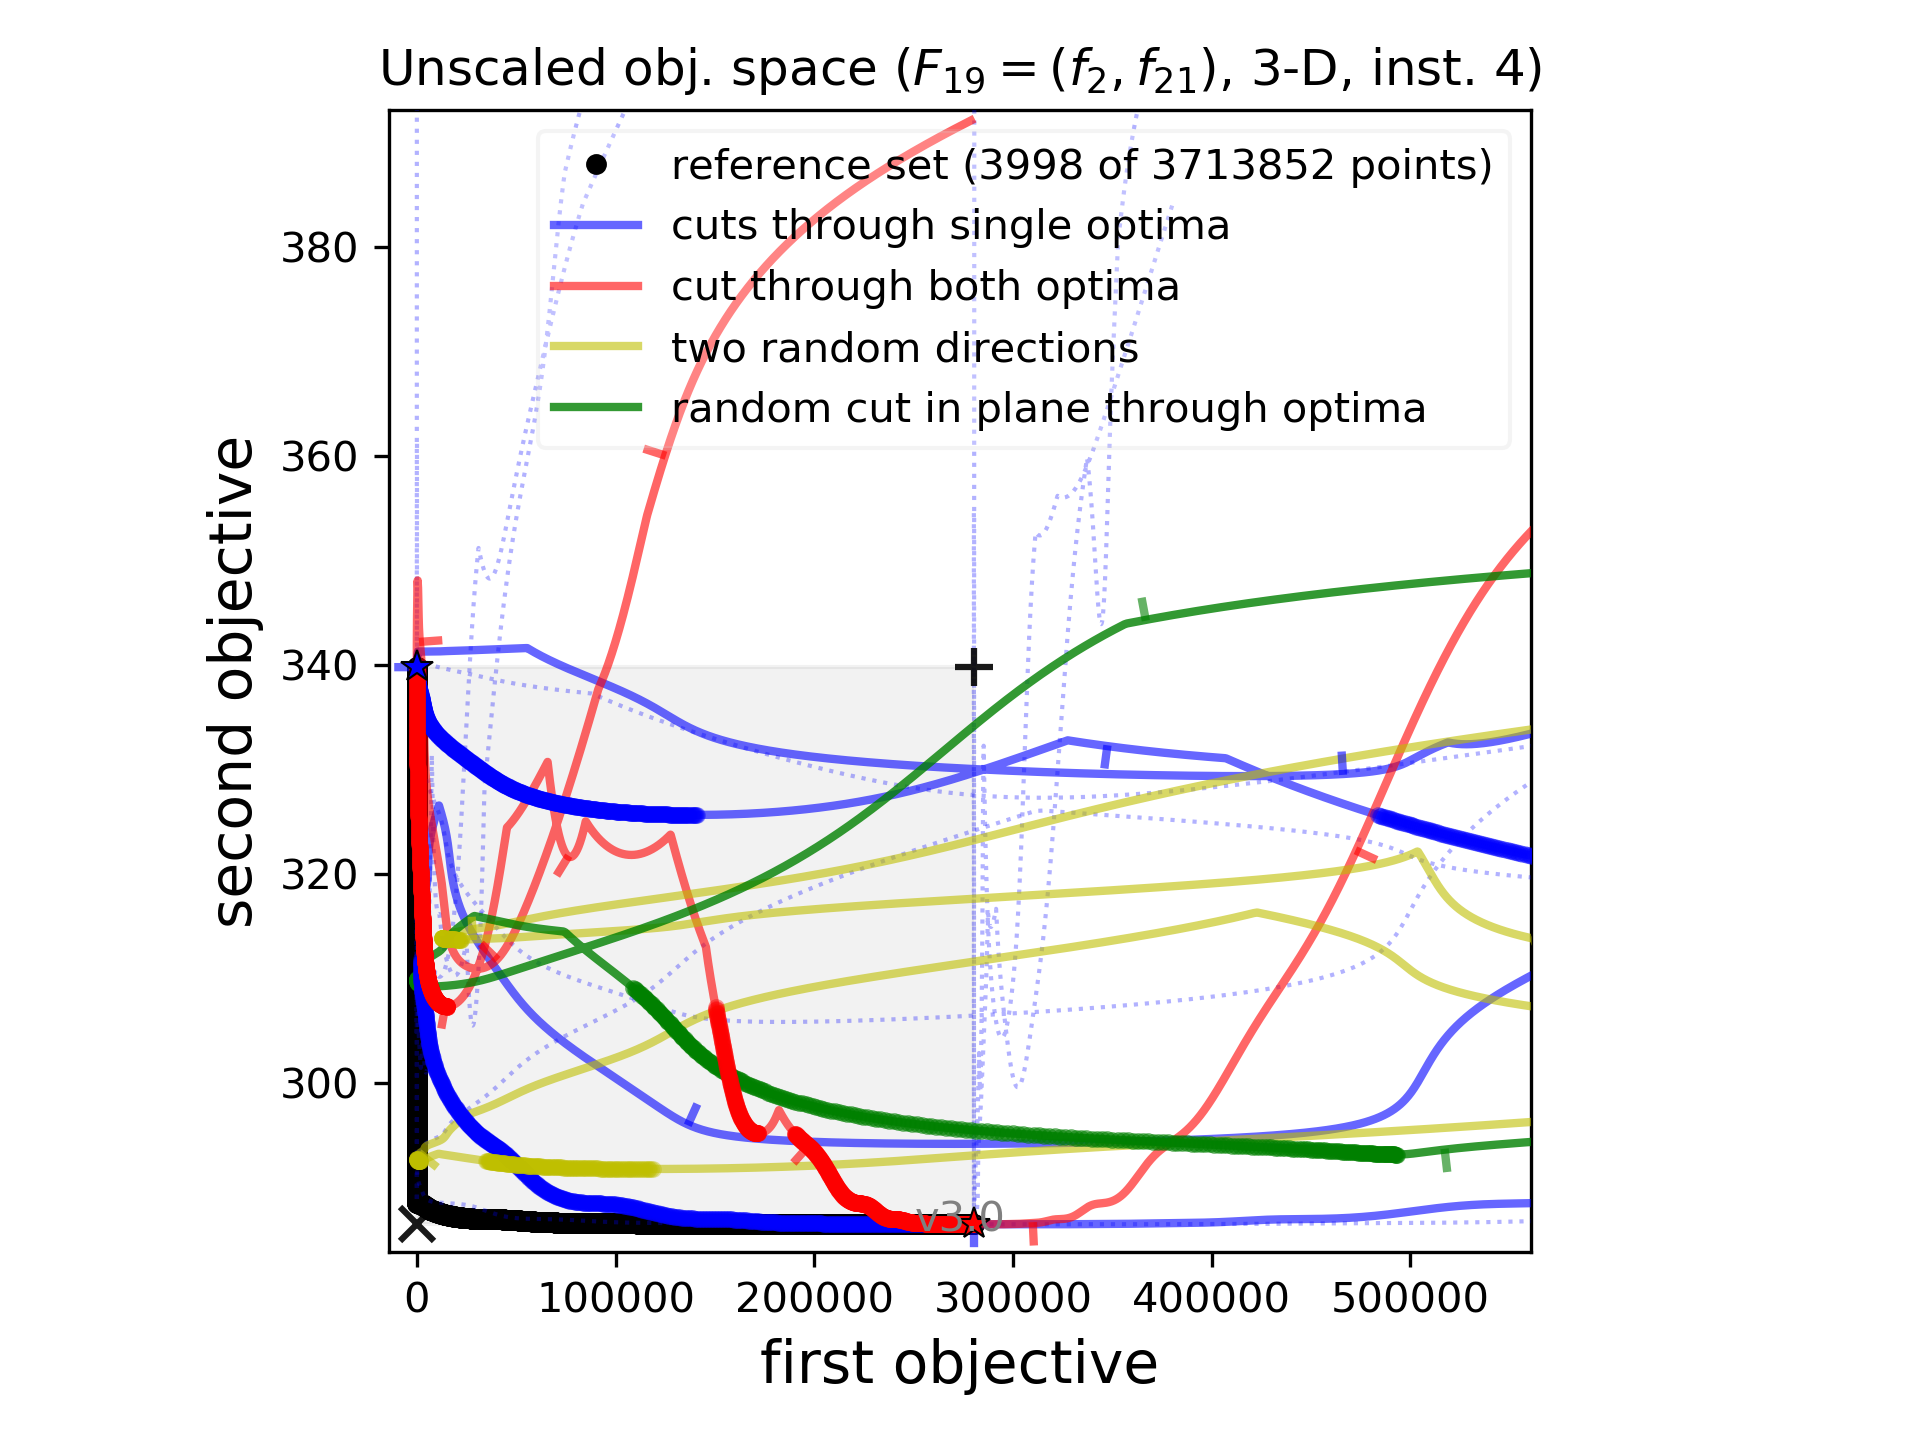 Unscaled obj. space (F19 = (f2, f21), 3-D, inst. 4)
reference set (3998 of 3713852 points)
cuts through single optima
cut through both optima
two random directions
random cut in plane through optima
380
360
340
320
300
second objective
v3.0
0 100000 200000 300000 400000 500000
first objective